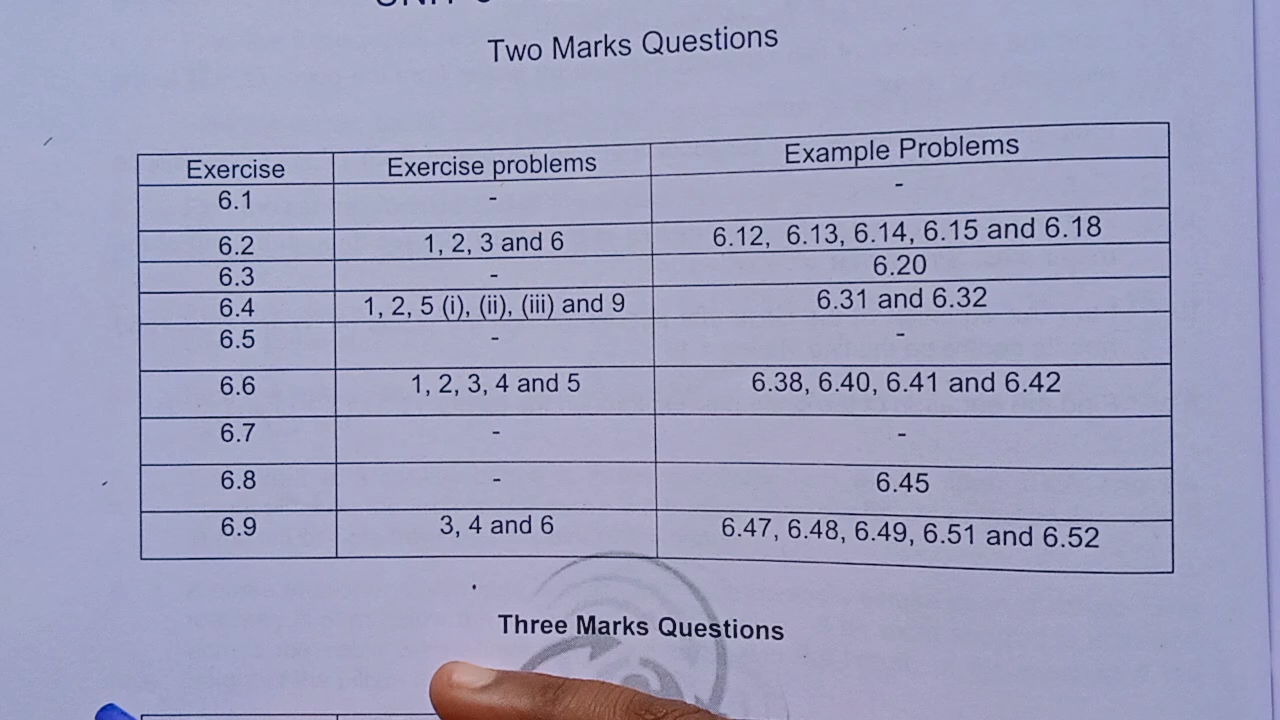 Two Marks Questions
Exercise Exercise problems Example Problems
6.1 - -
6.2 1, 2, 3 and 6 6.12, 6.13, 6.14, 6.15 and 6.18
6.3 - 6.20
6.4 1, 2, 5 (i), (ii), (iii) and 9 6.31 and 6.32
6.5 - -
6.6 1, 2, 3, 4 and 5 6.38, 6.40, 6.41 and 6.42
6.7 - -
6.8 - 6.45
6.9 3, 4 and 6 6.47, 6.48, 6.49, 6.51 and 6.52
Three Marks Questions